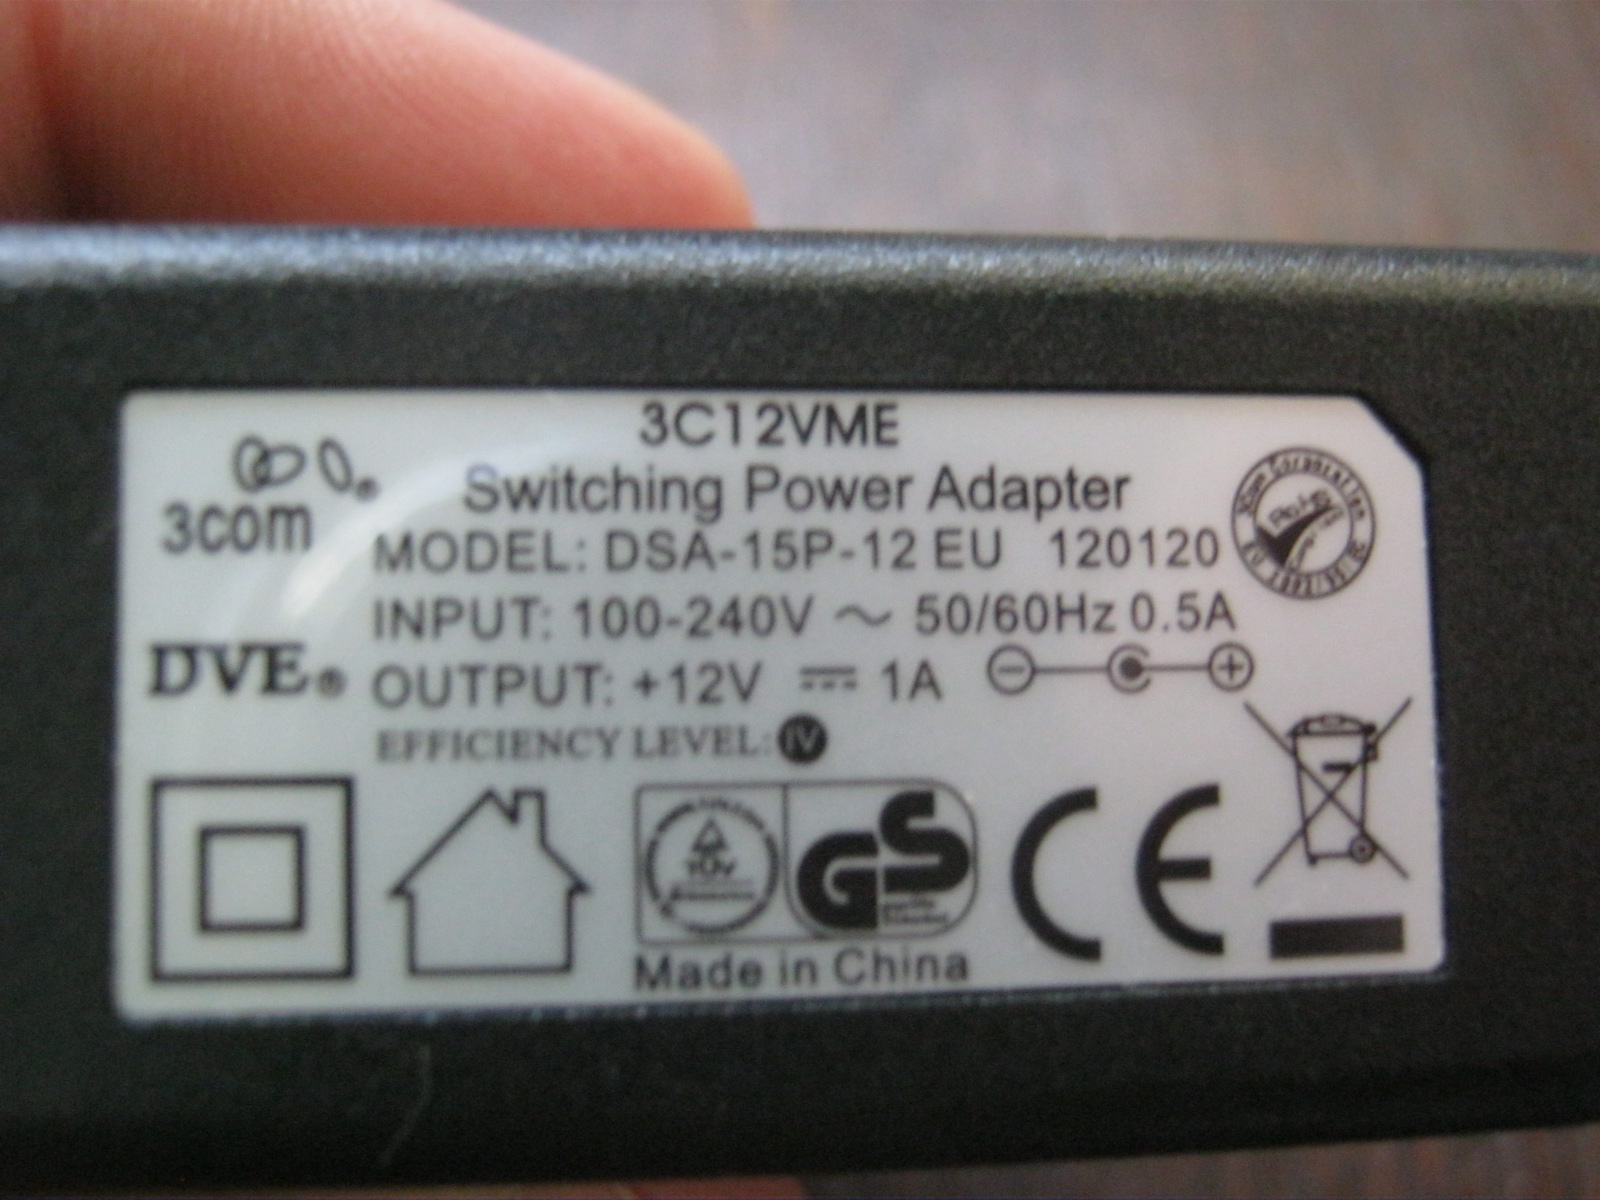 3C12VME
3com
Switching Power Adapter
MODEL: DSA-15P-12 EU 120120
INPUT: 100-240V ～ 50/60Hz 0.5A
DVE®
OUTPUT: +12V ⎓ 1A
EFFICIENCY LEVEL: IV
TÜV
GS
CE
Made in China